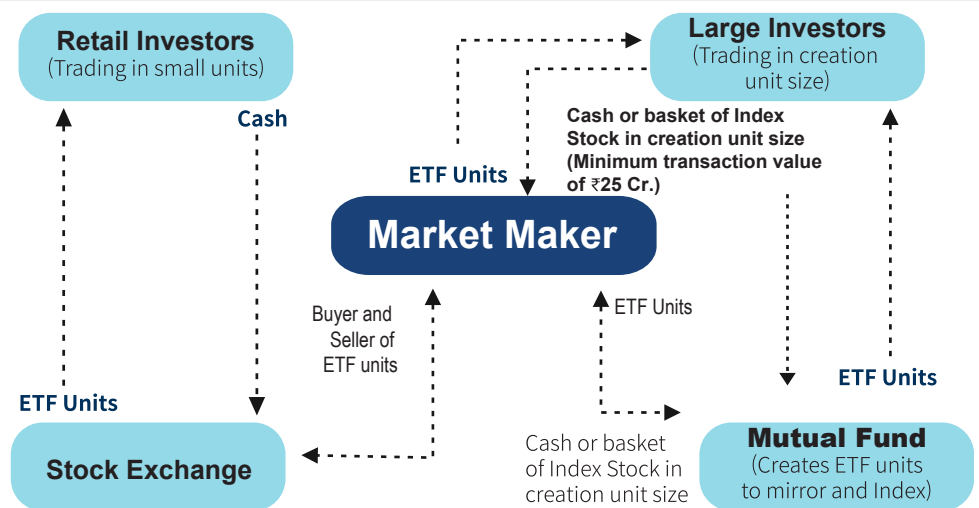 Retail Investors
(Trading in small units)
Large Investors
(Trading in creation
unit size)
Cash
Cash or basket of Index
Stock in creation unit size
(Minimum transaction value
of ₹25 Cr.)
ETF Units
Market Maker
Buyer and
Seller of
ETF units
ETF Units
ETF Units
ETF Units
Stock Exchange
Cash or basket
of Index Stock in
creation unit size
Mutual Fund
(Creates ETF units
to mirror and Index)